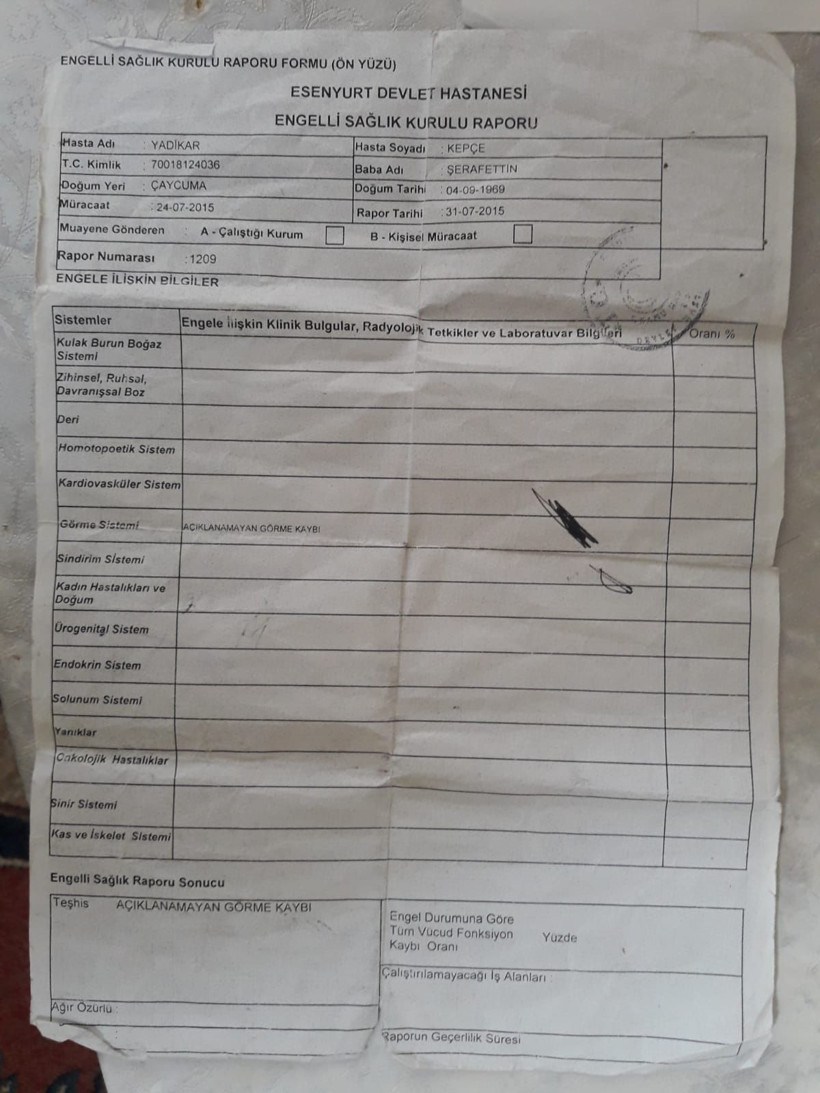 ENGELLİ SAĞLIK KURULU RAPORU FORMU (ÖN YÜZÜ)
ESENYURT DEVLET HASTANESİ
ENGELLİ SAĞLIK KURULU RAPORU
Hasta Adı : YADİKAR Hasta Soyadı : KEPÇE
T.C. Kimlik : 70018124036 Baba Adı : ŞERAFETTİN
Doğum Yeri : ÇAYCUMA Doğum Tarihi : 04-09-1969
Müracaat : 24-07-2015 Rapor Tarihi : 31-07-2015
Muayene Gönderen : A - Çalıştığı Kurum B - Kişisel Müracaat
Rapor Numarası : 1209
ENGELE İLİŞKİN BİLGİLER
Sistemler Engele İlişkin Klinik Bulgular, Radyolojik Tetkikler ve Laboratuvar Bilgileri Oranı %
Kulak Burun Boğaz
Sistemi
Zihinsel, Ruhsal,
Davranışsal Boz
Deri
Homotopoetik Sistem
Kardiovasküler Sistem
Görme Sistemi AÇIKLANAMAYAN GÖRME KAYBI
Sindirim Sistemi
Kadın Hastalıkları ve
Doğum
Ürogenital Sistem
Endokrin Sistem
Solunum Sistemi
Yanıklar
Onkolojik Hastalıklar
Sinir Sistemi
Kas ve İskelet Sistemi
Engelli Sağlık Raporu Sonucu
Teşhis AÇIKLANAMAYAN GÖRME KAYBI
Engel Durumuna Göre
Tüm Vücud Fonksiyon Yüzde
Kaybı Oranı
Çalıştırılamayacağı İş Alanları :
Ağır Özürlü
Raporun Geçerlilik Süresi